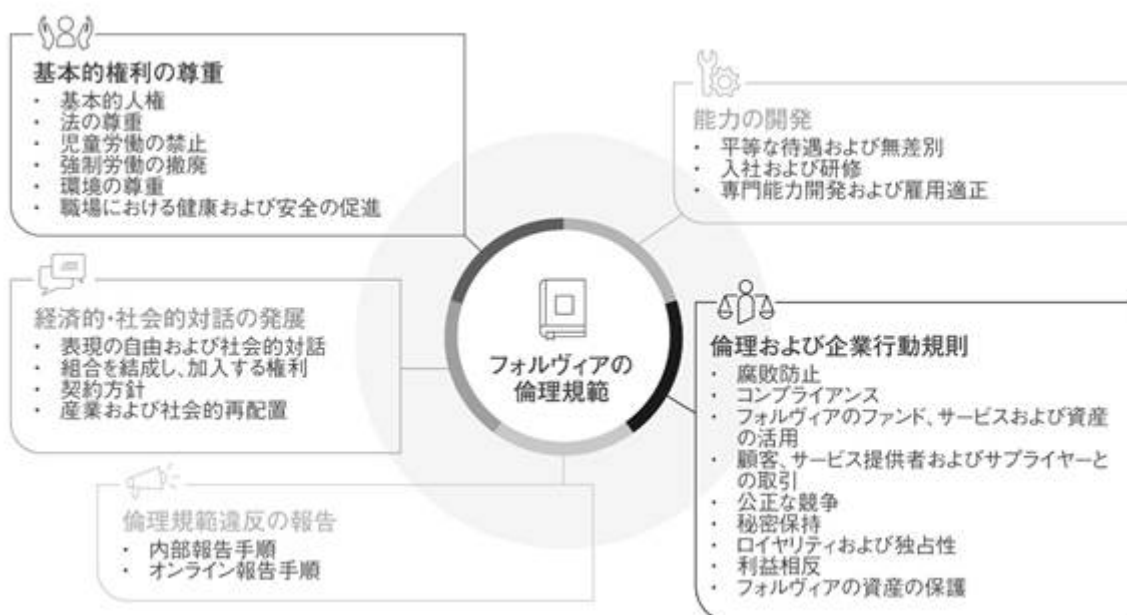 基本的権利の尊重
・ 基本的人権
・ 法の尊重
・ 児童労働の禁止
・ 強制労働の撤廃
・ 環境の尊重
・ 職場における健康および安全の促進
能力の開発
・ 平等な待遇および無差別
・ 入社および研修
・ 専門能力開発および雇用適正
経済的・社会的対話の発展
・ 表現の自由および社会的対話
・ 組合を結成し、加入する権利
・ 契約方針
・ 産業および社会的再配置
フォルヴィアの
倫理規範
倫理および企業行動規則
・ 腐敗防止
・ コンプライアンス
・ フォルヴィアのファンド、サービスおよび資産
の活用
・ 顧客、サービス提供者およびサプライヤーと
の取引
・ 公正な競争
・ 秘密保持
・ ロイヤリティおよび独占性
・ 利益相反
・ フォルヴィアの資産の保護
倫理規範違反の報告
・ 内部報告手順
・ オンライン報告手順